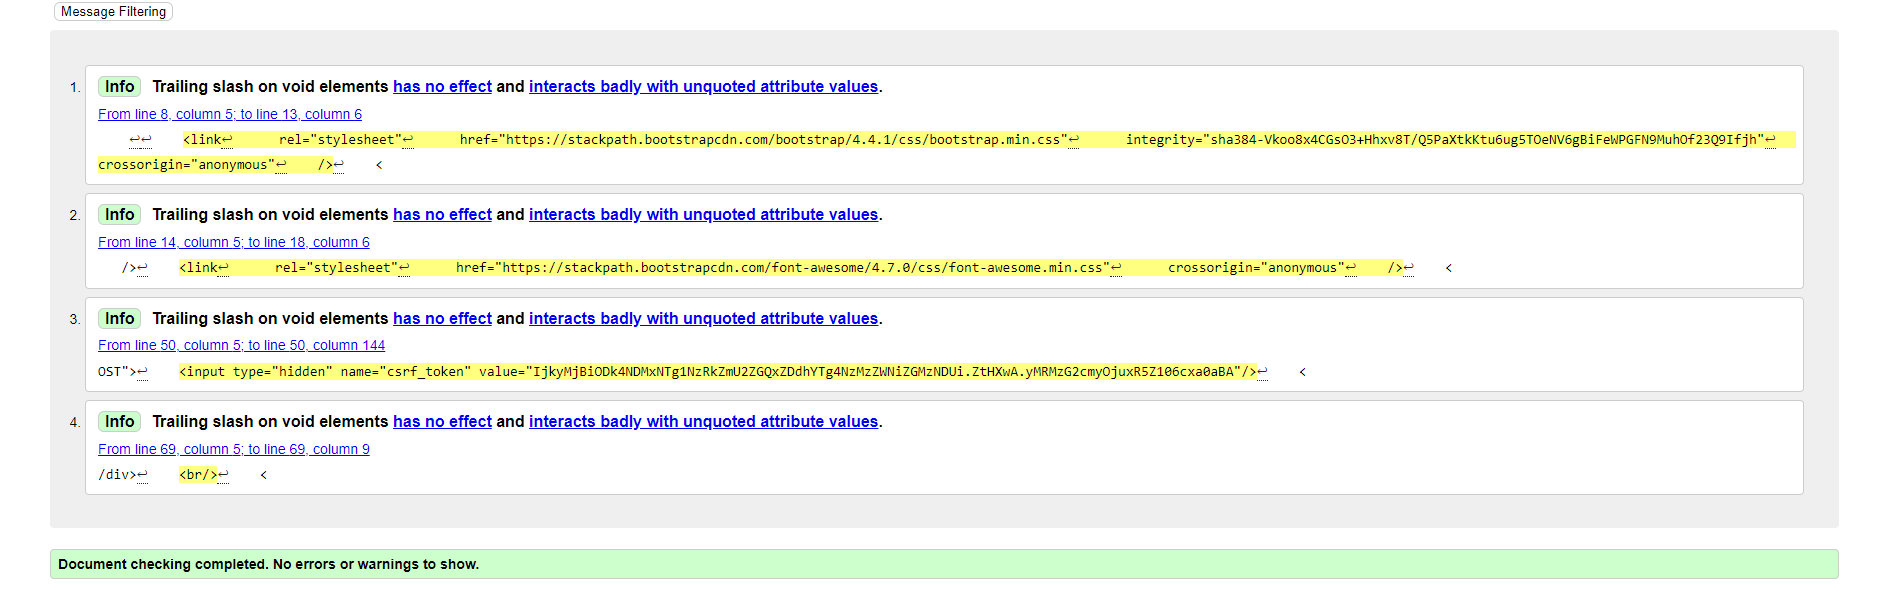 Message Filtering
1. Info Trailing slash on void elements has no effect and interacts badly with unquoted attribute values.
From line 8, column 5; to line 13, column 6
↩↩ <link↩ rel="stylesheet"↩ href="https://stackpath.bootstrapcdn.com/bootstrap/4.4.1/css/bootstrap.min.css"↩ integrity="sha384-Vkoo8x4CGsO3+Hhxv8T/Q5PaXtkKtu6ug5TOeNV6gBiFeWPGFN9MuhOf23Q9Ifjh"↩
crossorigin="anonymous"↩ />↩ <
2. Info Trailing slash on void elements has no effect and interacts badly with unquoted attribute values.
From line 14, column 5; to line 18, column 6
/>↩ <link↩ rel="stylesheet"↩ href="https://stackpath.bootstrapcdn.com/font-awesome/4.7.0/css/font-awesome.min.css"↩ crossorigin="anonymous"↩ />↩ <
3. Info Trailing slash on void elements has no effect and interacts badly with unquoted attribute values.
From line 50, column 5; to line 50, column 144
OST">↩ <input type="hidden" name="csrf_token" value="IjkyMjBiODk4NDMxNTg1NzRkZmU2ZGQxZDdhYTg4NzMzZWNiZGMzNDUi.ZtHXwA.yMRMzG2cmyOjuxR5Z106cxa0aBA"/>↩ <
4. Info Trailing slash on void elements has no effect and interacts badly with unquoted attribute values.
From line 69, column 5; to line 69, column 9
/div>↩ <br/>↩ <
Document checking completed. No errors or warnings to show.